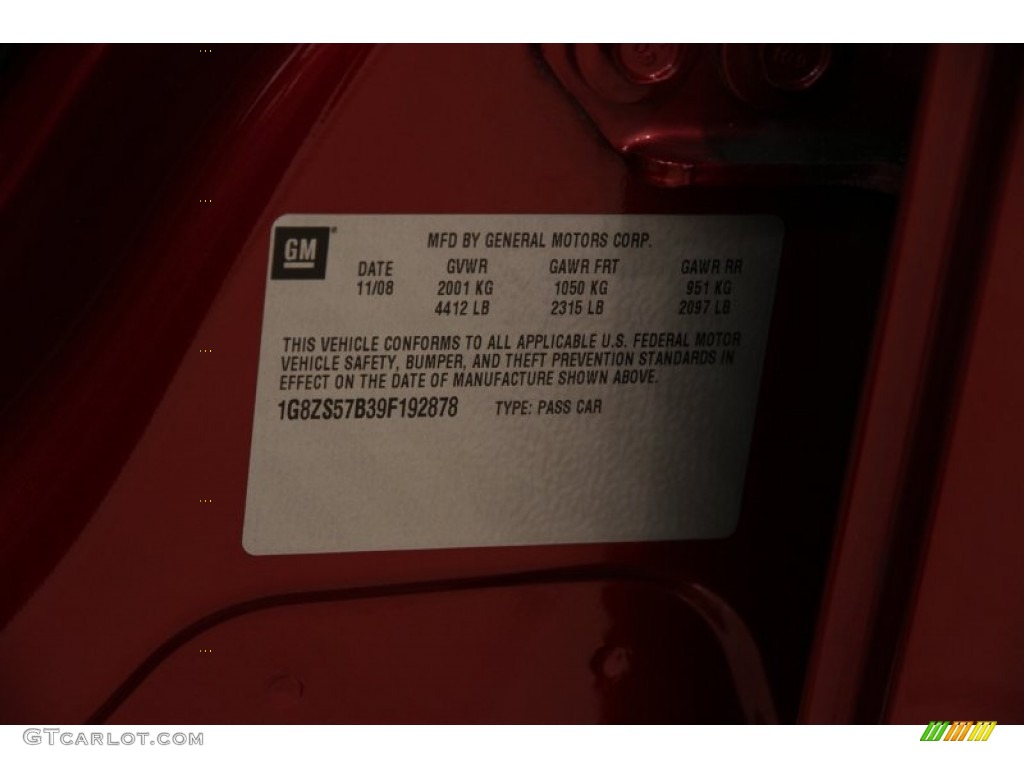 GM
MFD BY GENERAL MOTORS CORP.
DATE GVWR GAWR FRT GAWR RR
11/08 2001 KG 1050 KG 951 KG
4412 LB 2315 LB 2097 LB
THIS VEHICLE CONFORMS TO ALL APPLICABLE U.S. FEDERAL MOTOR
VEHICLE SAFETY, BUMPER, AND THEFT PREVENTION STANDARDS IN
EFFECT ON THE DATE OF MANUFACTURE SHOWN ABOVE.
1G8ZS57B39F192878 TYPE: PASS CAR
GTCarLot.com